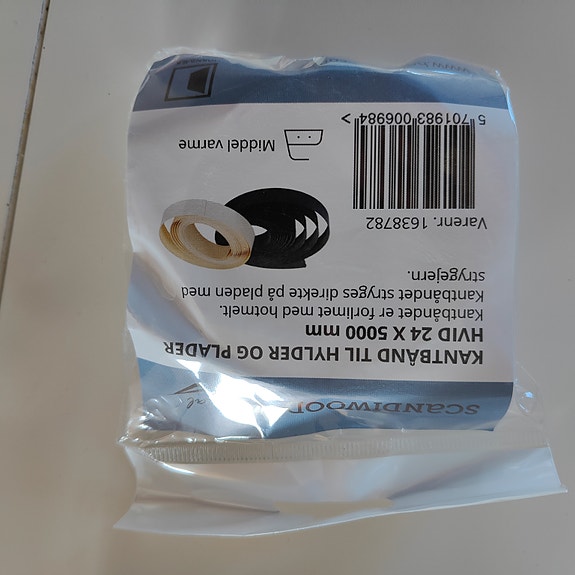 SCANDIWOOD
KANTBÅND TIL HYLDER OG PLADER
HVID 24 X 5000 mm
Kantbåndet er forlimet med hotmelt.
Kantbåndet stryges direkte på pladen med
strygejern.
Varenr. 1638782
5 701983 006984 >
Middel varme